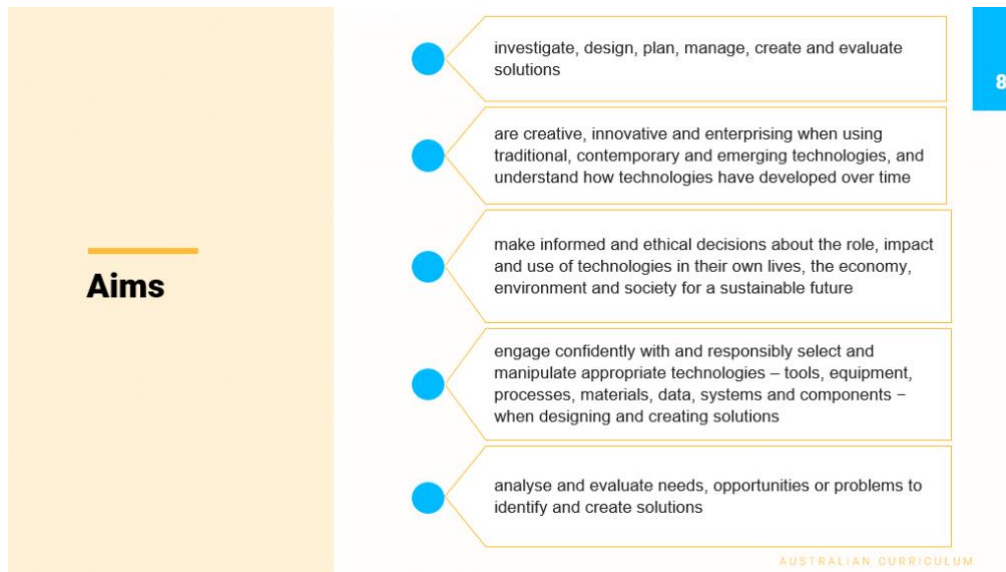 Aims
investigate, design, plan, manage, create and evaluate
solutions
are creative, innovative and enterprising when using
traditional, contemporary and emerging technologies, and
understand how technologies have developed over time
make informed and ethical decisions about the role, impact
and use of technologies in their own lives, the economy,
environment and society for a sustainable future
engage confidently with and responsibly select and
manipulate appropriate technologies – tools, equipment,
processes, materials, data, systems and components –
when designing and creating solutions
analyse and evaluate needs, opportunities or problems to
identify and create solutions
8
AUSTRALIAN CURRICULUM